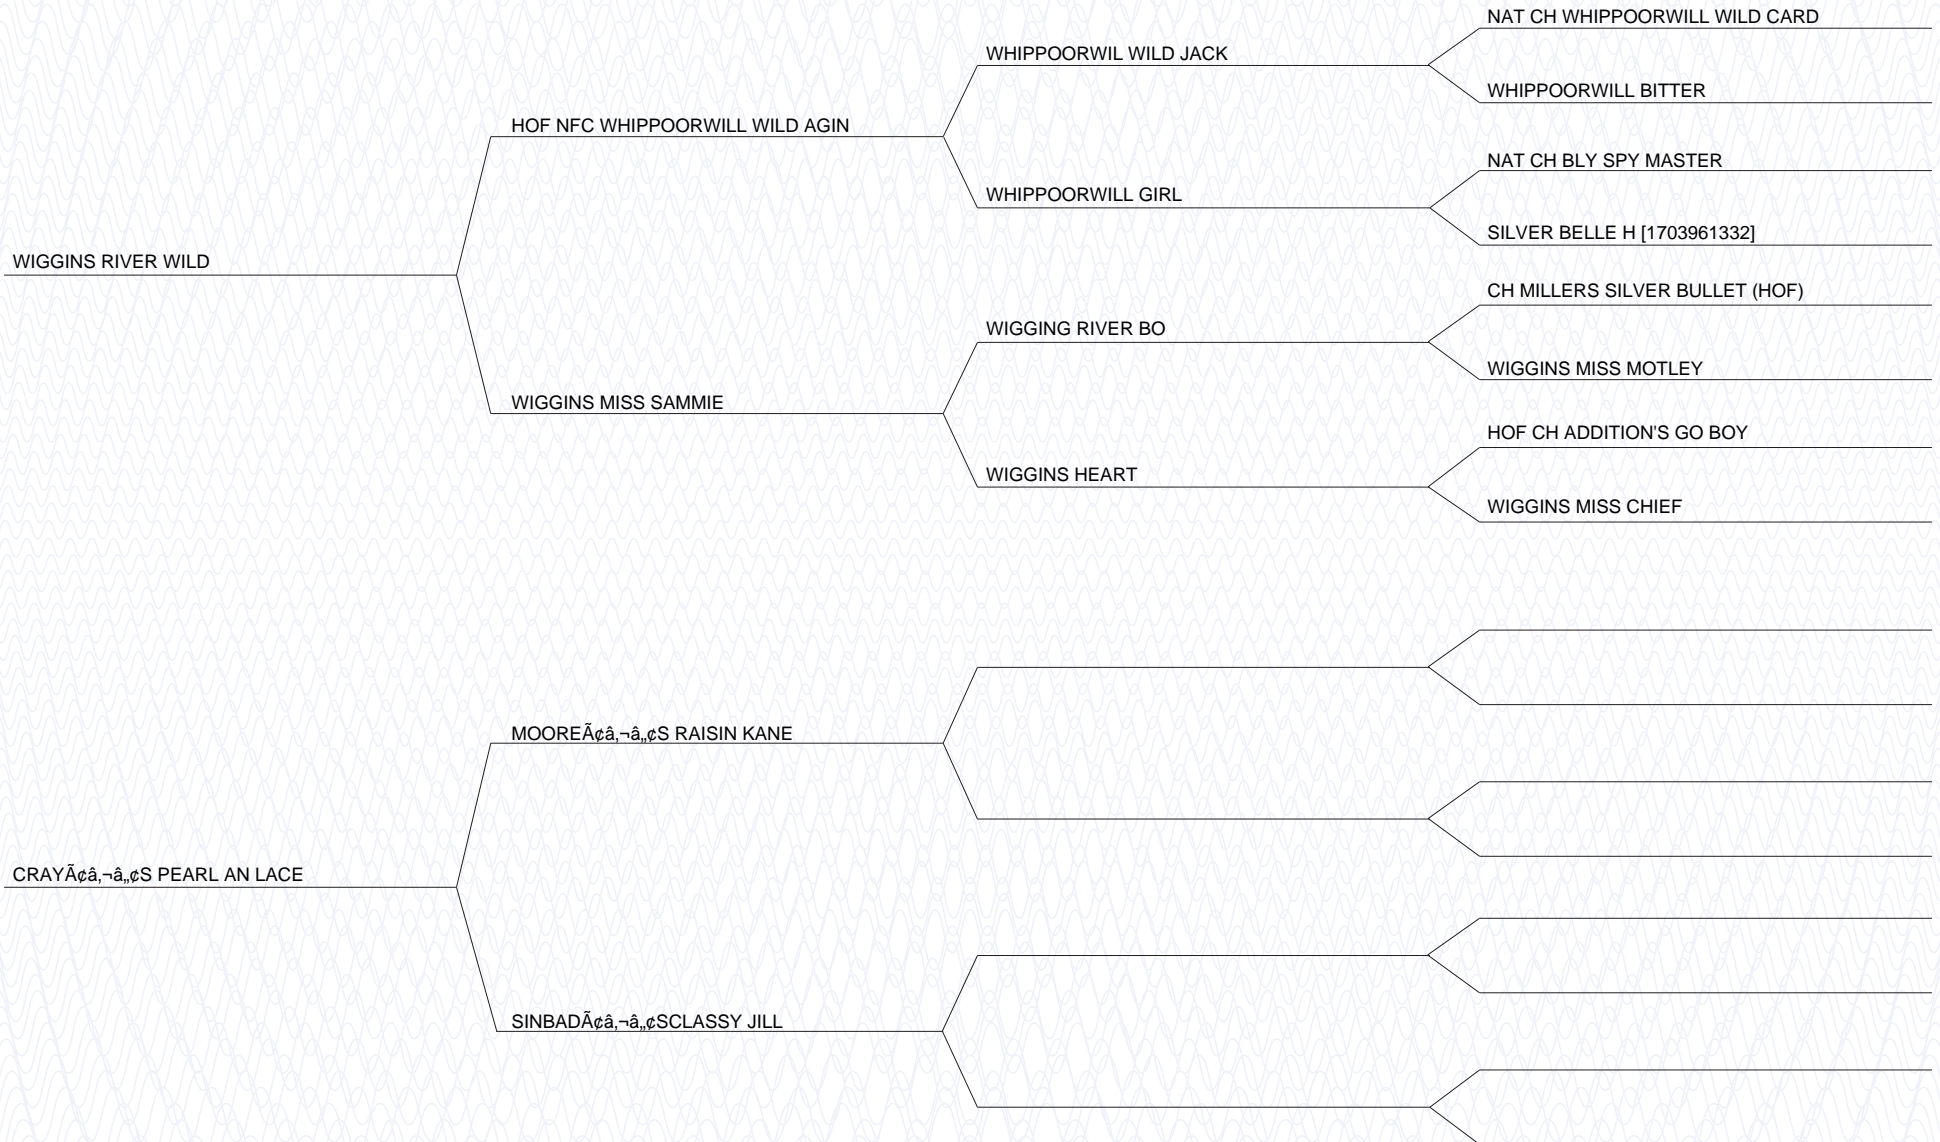 NAT CH WHIPPOORWILL WILD CARD
WHIPPOORWIL WILD JACK
WHIPPOORWILL BITTER
HOF NFC WHIPPOORWILL WILD AGIN
NAT CH BLY SPY MASTER
WHIPPOORWILL GIRL
SILVER BELLE H [1703961332]
WIGGINS RIVER WILD
CH MILLERS SILVER BULLET (HOF)
WIGGING RIVER BO
WIGGINS MISS MOTLEY
WIGGINS MISS SAMMIE
HOF CH ADDITION'S GO BOY
WIGGINS HEART
WIGGINS MISS CHIEF
MOOREÃ¢â‚¬â„¢S RAISIN KANE
CRAYÃ¢â‚¬â„¢S PEARL AN LACE
SINBADÃ¢â‚¬â„¢SCLASSY JILL